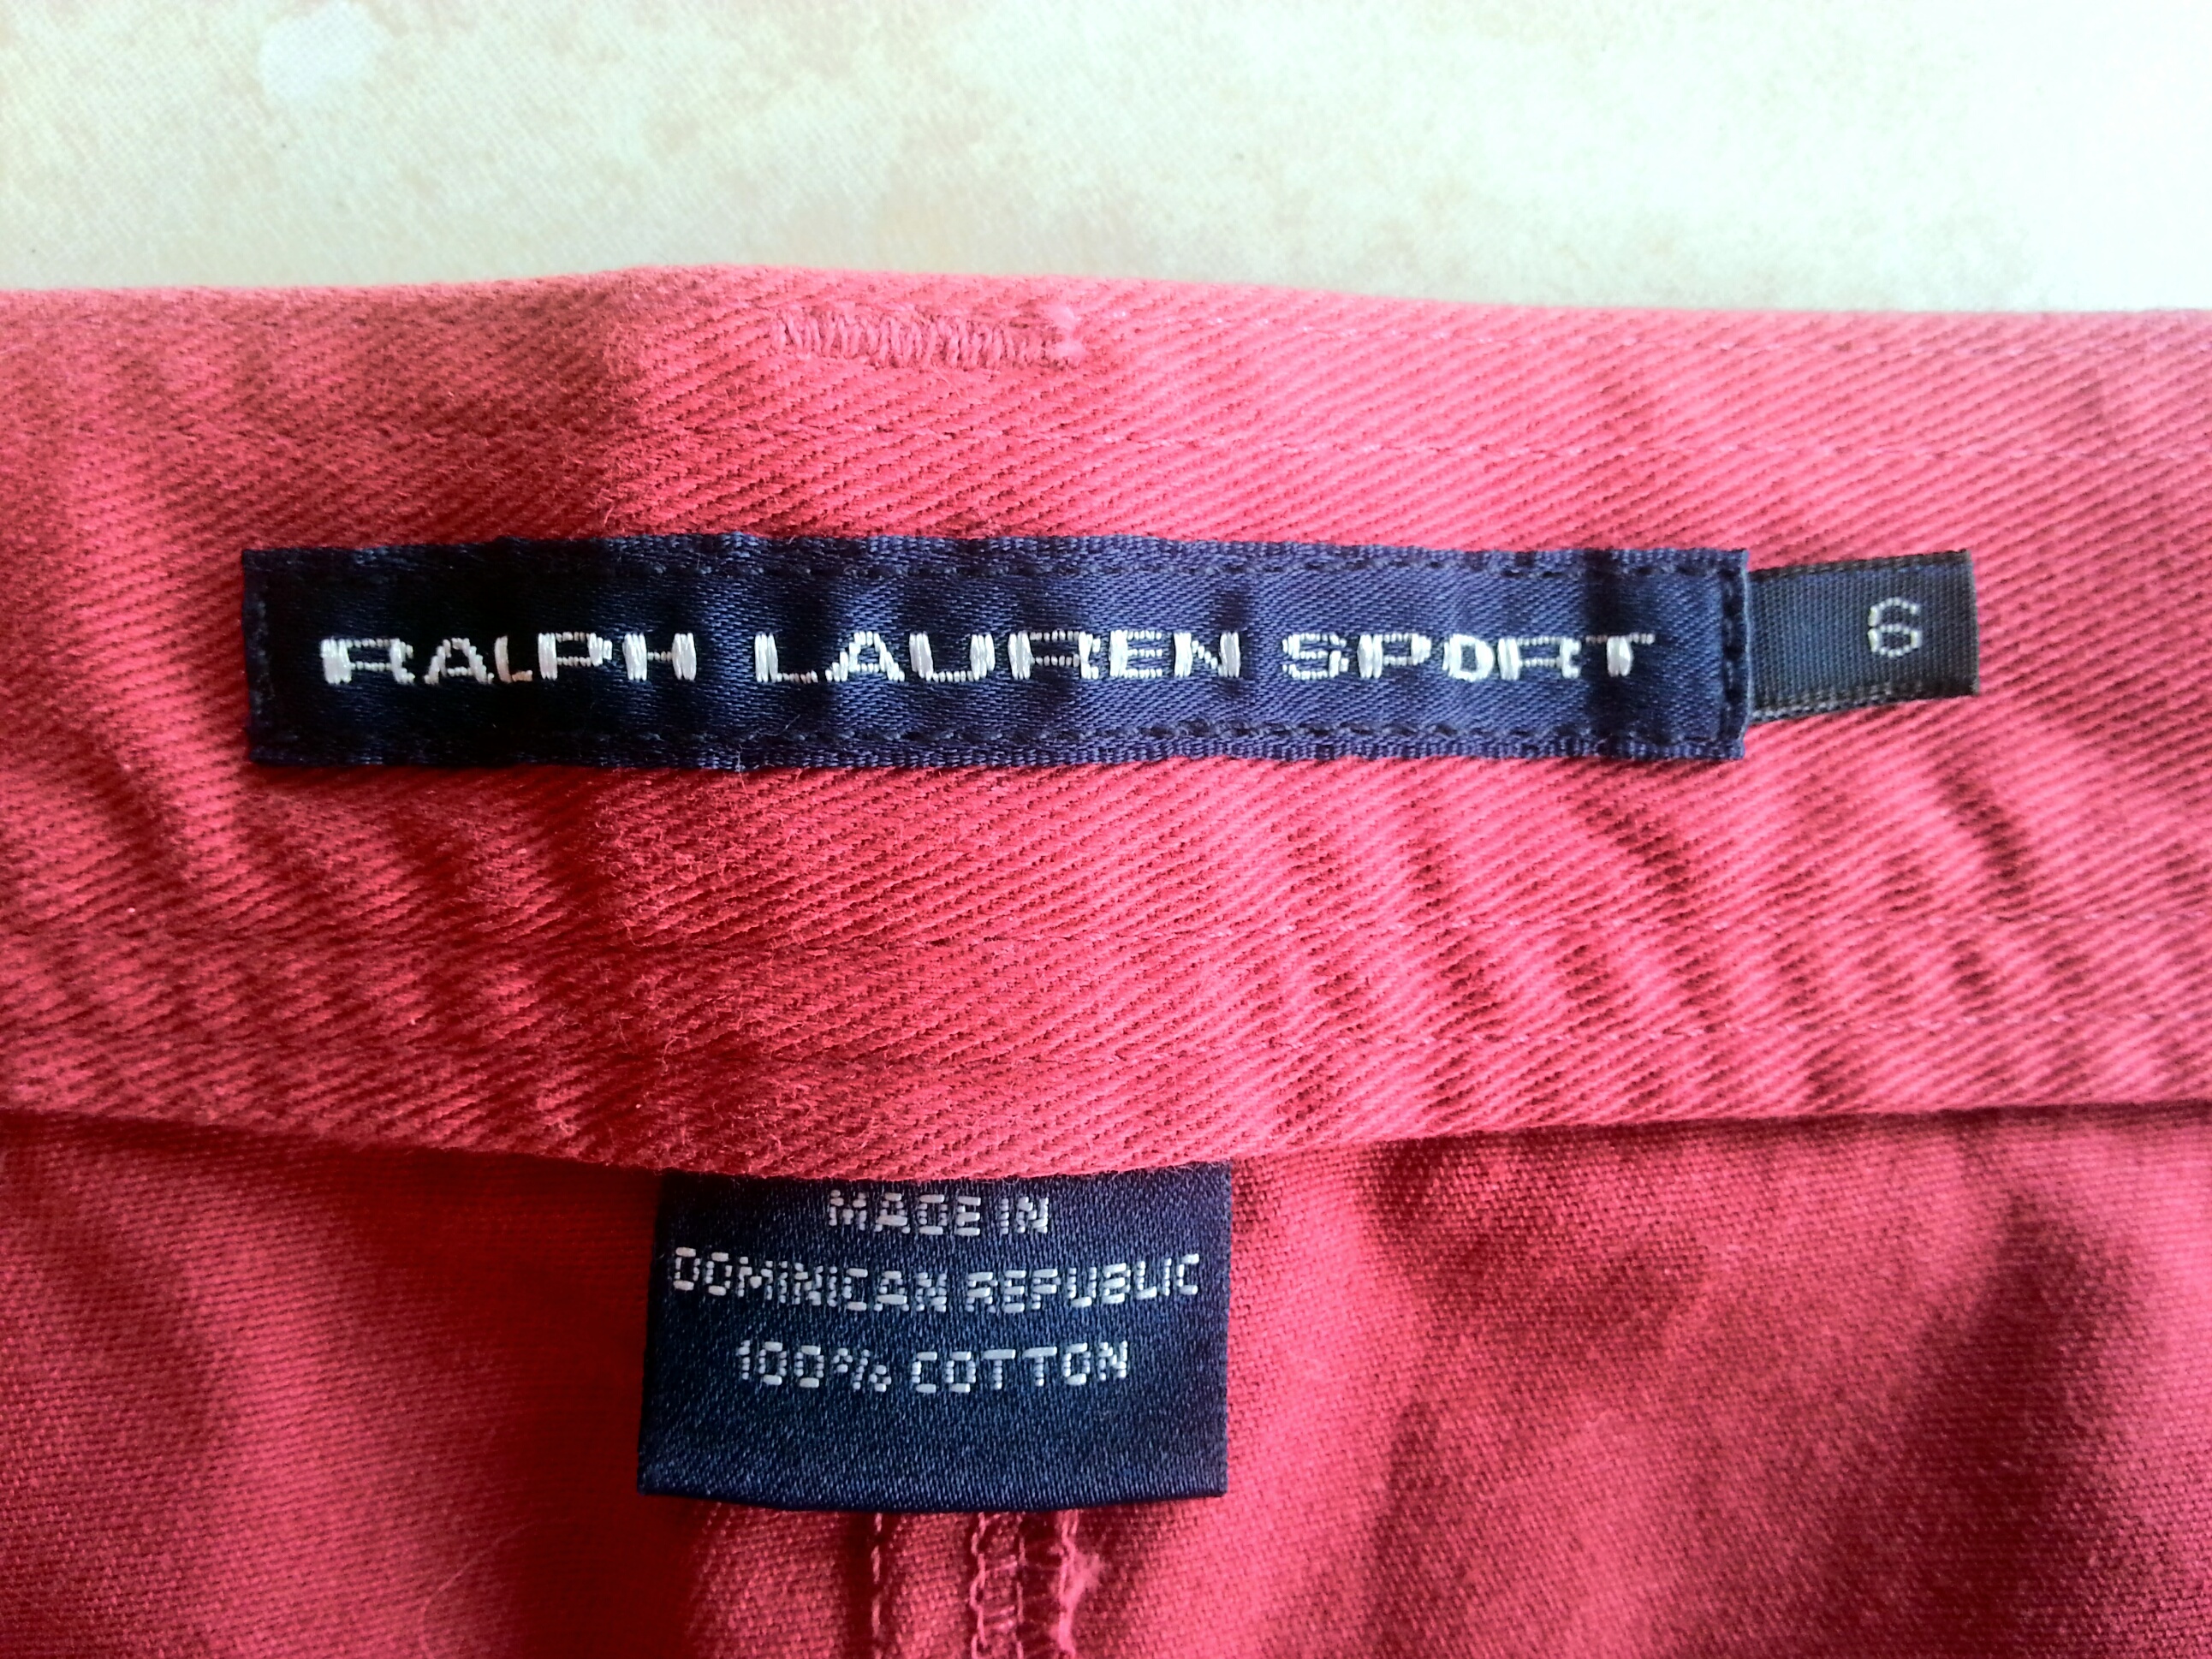 RALPH LAUREN SPORT
6
MADE IN
DOMINICAN REPUBLIC
100% COTTON